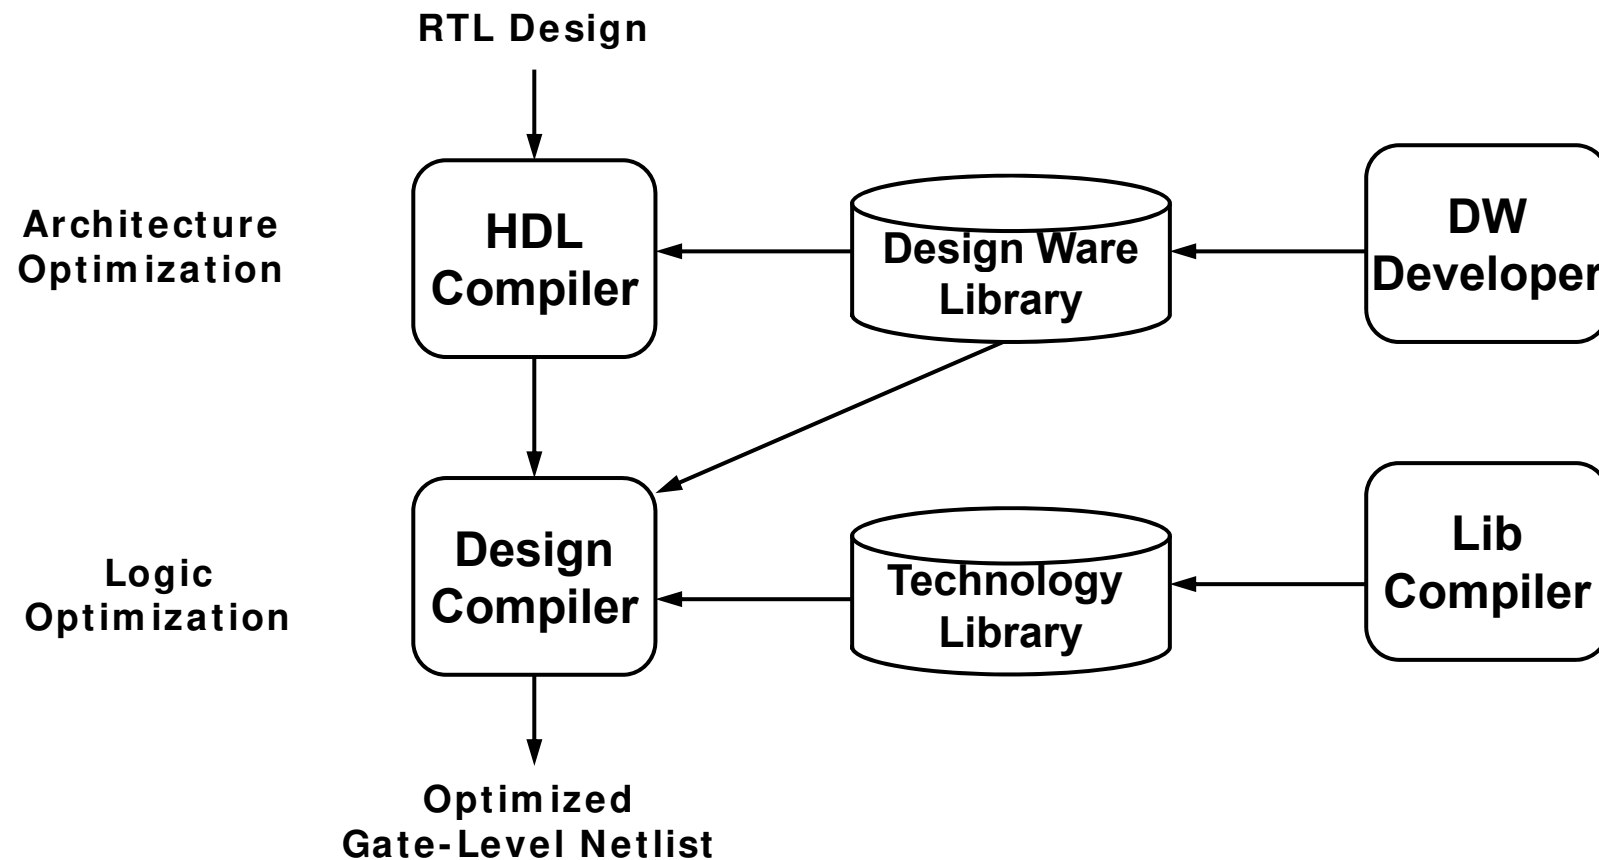 RTL Design
Architecture
Optimization
HDL
Compiler
Design Ware
Library
DW
Developer
Logic
Optimization
Design
Compiler
Technology
Library
Lib
Compiler
Optimized
Gate-Level Netlist